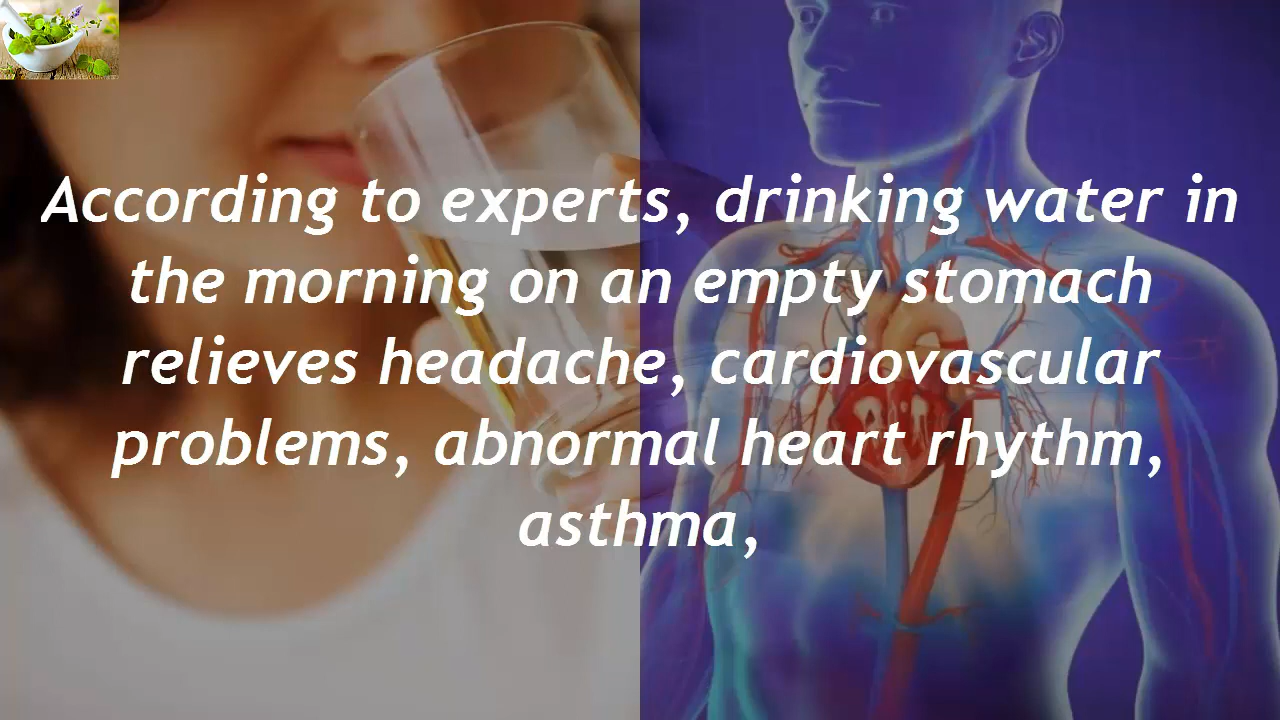 According to experts, drinking water in
the morning on an empty stomach
relieves headache, cardiovascular
problems, abnormal heart rhythm,
asthma,